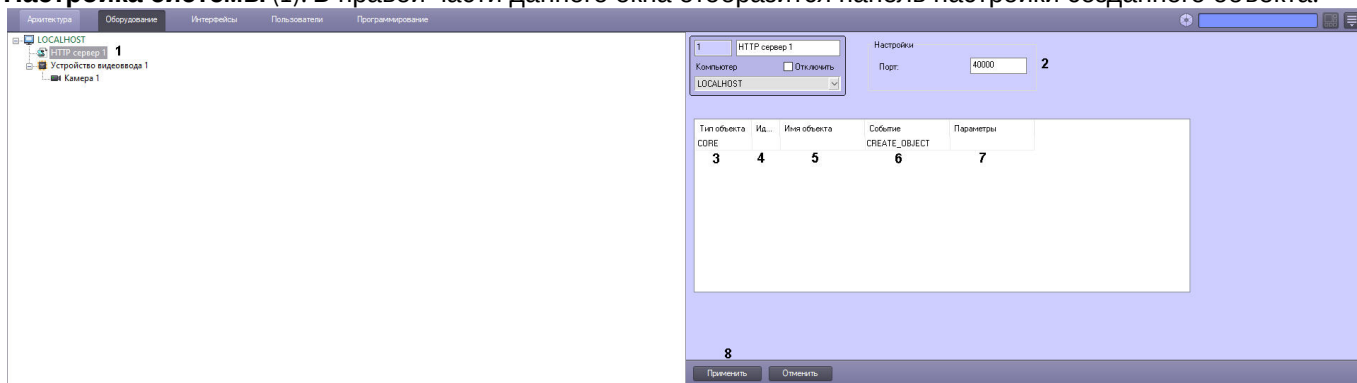 Настройка системы (1). В правой части данного окна отобразится панель настройки созданного объекта.
Архитектура Оборудование Интерфейсы Пользователи Программирование
LOCALHOST
HTTP сервер 1 1
Устройство видеоввода 1
Камера 1
1 HTTP сервер 1
Компьютер Отключить
LOCALHOST
Настройки
Порт: 40000 2
Тип объекта Ид... Имя объекта Событие Параметры
CORE CREATE_OBJECT
3 4 5 6 7
8
Применить Отменить